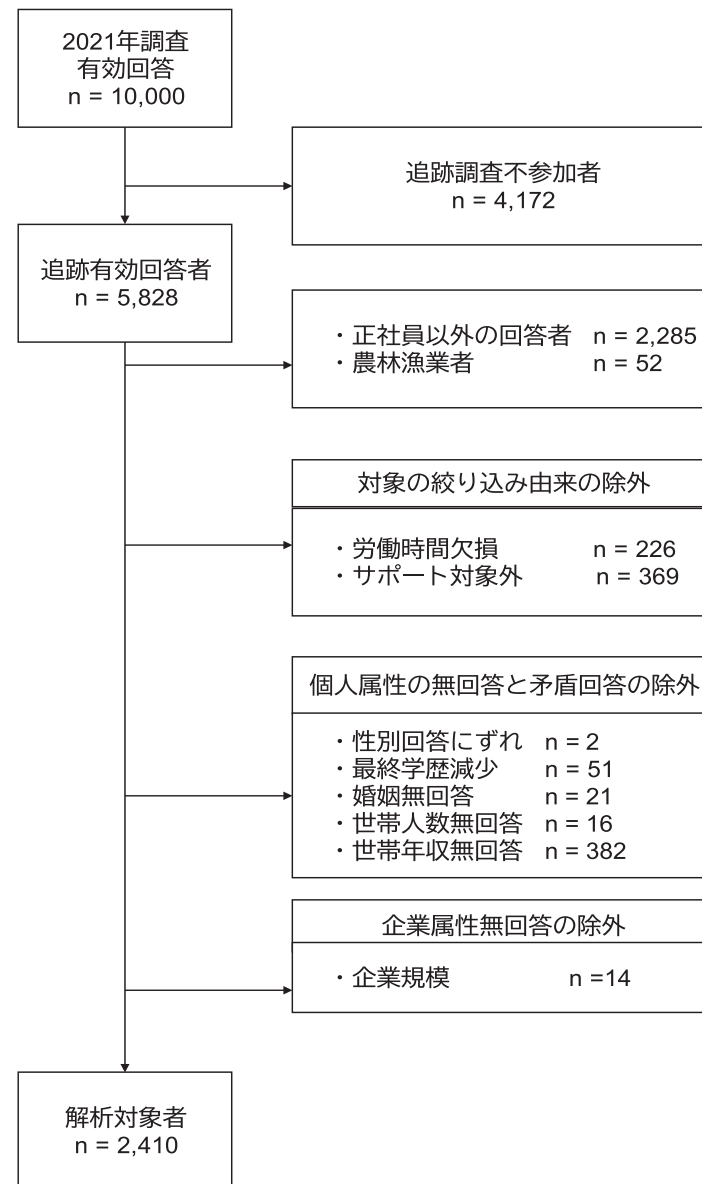 2021年調査
有効回答
n = 10,000
追跡調査不参加者
n = 4,172
追跡有効回答者
n = 5,828
・正社員以外の回答者 n = 2,285
・農林漁業者 n = 52
対象の絞り込み由来の除外
・労働時間欠損 n = 226
・サポート対象外 n = 369
個人属性の無回答と矛盾回答の除外
・性別回答にずれ n = 2
・最終学歴減少 n = 51
・婚姻無回答 n = 21
・世帯人数無回答 n = 16
・世帯年収無回答 n = 382
企業属性無回答の除外
・企業規模 n =14
解析対象者
n = 2,410